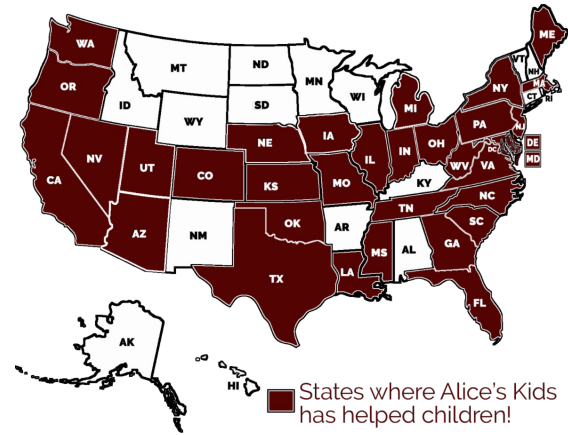 WA
ME
MT
ND
VT
NH
MN
OR
ID
SD
WI
NY
MA
CT
RI
MI
WY
IA
PA
NJ
NE
OH
DE
IL
IN
DC
MD
NV
UT
CO
WV
VA
CA
KS
MO
KY
NC
TN
AZ
NM
OK
AR
SC
MS
AL
GA
TX
LA
FL
AK
HI
States where Alice's Kids
has helped children!